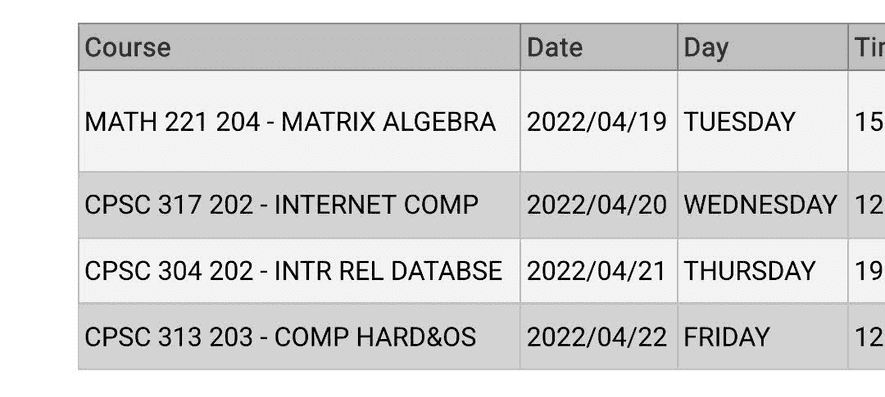 Course Date Day
MATH 221 204 - MATRIX ALGEBRA 2022/04/19 TUESDAY 15
CPSC 317 202 - INTERNET COMP 2022/04/20 WEDNESDAY 12
CPSC 304 202 - INTR REL DATABSE 2022/04/21 THURSDAY 19
CPSC 313 203 - COMP HARD&OS 2022/04/22 FRIDAY 12